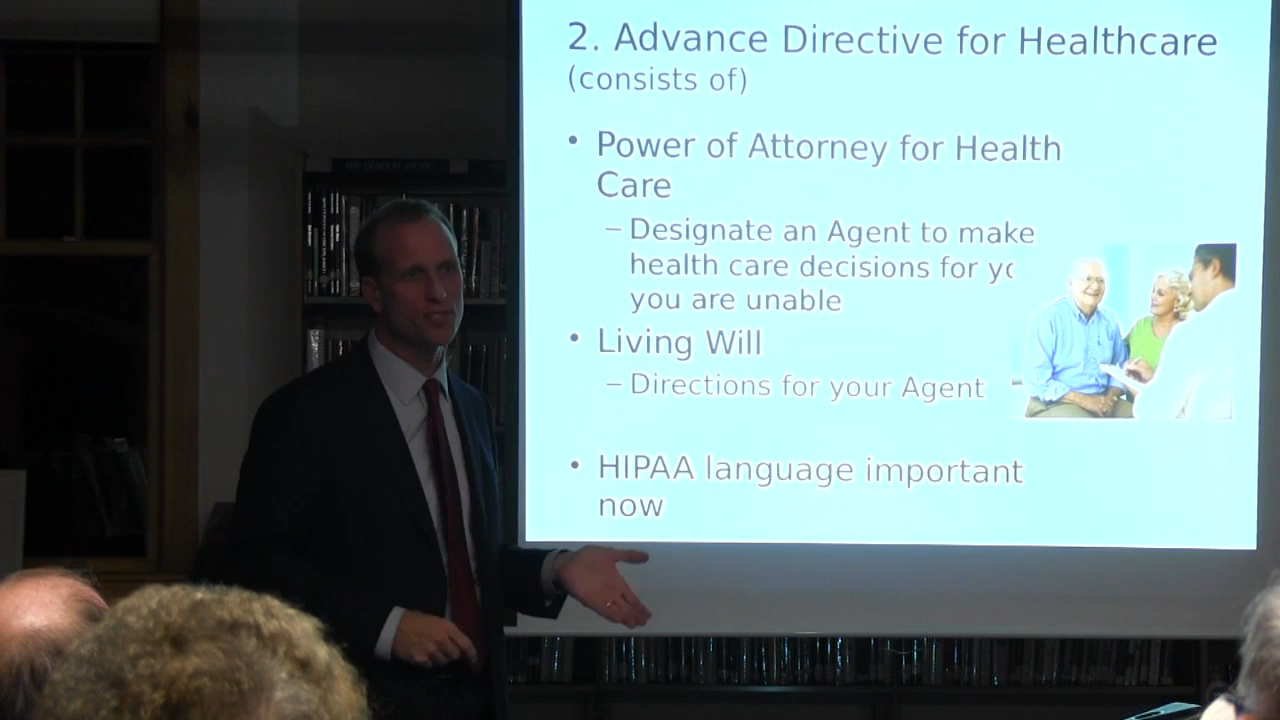 2. Advance Directive for Healthcare
(consists of)
• Power of Attorney for Health
Care
– Designate an Agent to make
health care decisions for yo
you are unable
• Living Will
– Directions for your Agent
• HIPAA language important
now